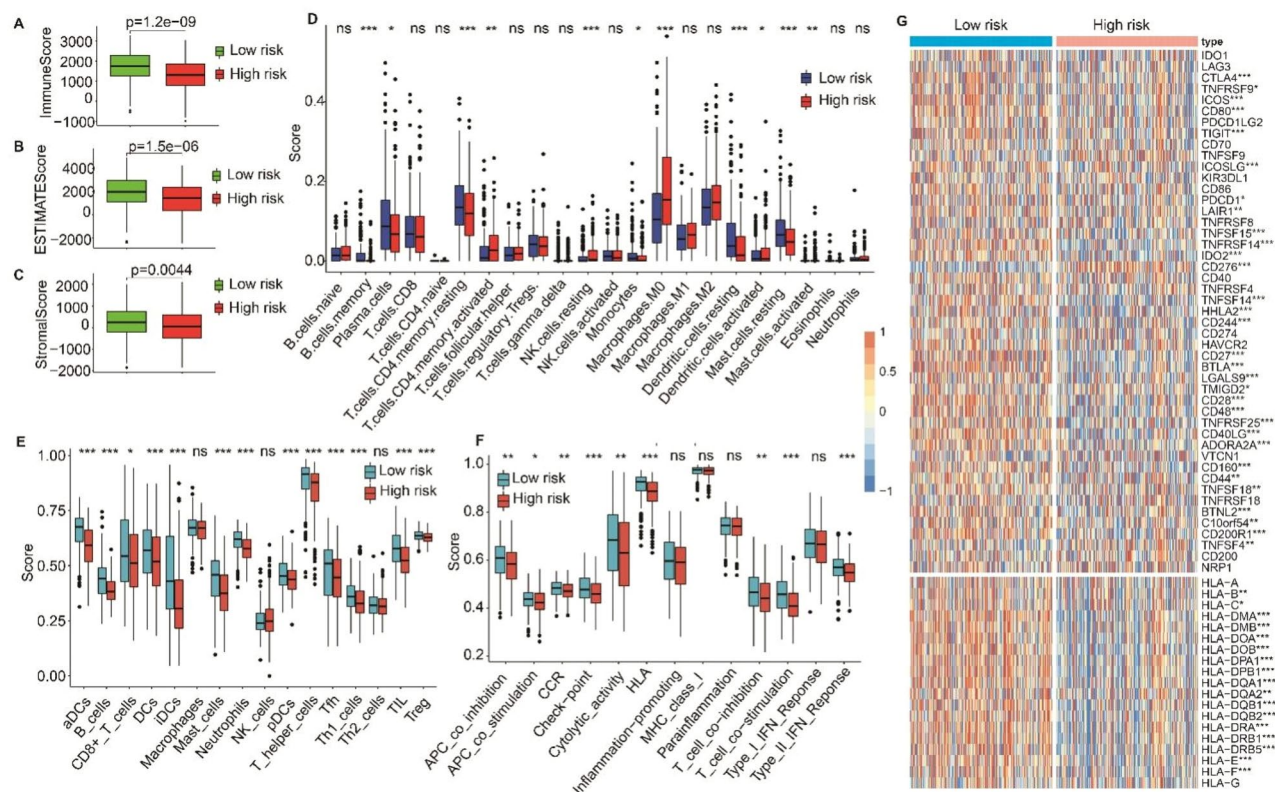 A
p=1.2e-09
ImmuneScore
3000
2000
1000
0
−1000
Low risk
High risk
B
p=1.5e-06
ESTIMATEScore
4000
2000
0
−2000
Low risk
High risk
C
p=0.0044
StromalScore
2000
1000
0
−1000
−2000
Low risk
High risk
D
ns *** * ns ns *** ** ns ns ns *** ns * *** ns ns *** * *** ** ns ns
Score
0.4
0.2
0.0
Low risk
High risk
B.cells.naive
B.cells.memory
Plasma.cells
T.cells.CD8
T.cells.CD4.naive
T.cells.CD4.memory.resting
T.cells.CD4.memory.activated
T.cells.follicular.helper
T.cells.regulatory.Tregs.
T.cells.gamma.delta
NK.cells.resting
NK.cells.activated
Monocytes
Macrophages.M0
Macrophages.M1
Macrophages.M2
Dendritic.cells.resting
Dendritic.cells.activated
Mast.cells.resting
Mast.cells.activated
Eosinophils
Neutrophils
E
*** *** * *** *** ns *** *** ns *** *** *** *** ns *** ***
Score
1.00
0.75
0.50
0.25
0.00
Low risk
High risk
aDCs
B_cells
CD8+_T_cells
DCs
iDCs
Macrophages
Mast_cells
Neutrophils
NK_cells
pDCs
T_helper_cells
Tfh
Th1_cells
Th2_cells
TIL
Treg
F
** * ** *** ** *** ns ns ns ** *** ns ***
Score
1.0
0.8
0.6
0.4
0.2
Low risk
High risk
APC_co_inhibition
APC_co_stimulation
CCR
Check-point
Cytolytic_activity
HLA
Inflammation-promoting
MHC_class_I
Parainflammation
T_cell_co-inhibition
T_cell_co-stimulation
Type_I_IFN_Reponse
Type_II_IFN_Reponse
1
0.5
0
−0.5
−1
G
Low risk
High risk
type
IDO1
LAG3
CTLA4***
TNFRSF9*
ICOS***
CD80***
PDCD1LG2
TIGIT***
CD70
TNFSF9
ICOSLG***
KIR3DL1
CD86
PDCD1*
LAIR1**
TNFRSF8
TNFSF15***
TNFRSF14***
IDO2***
CD276***
CD40
TNFRSF4
TNFSF14***
HHLA2***
CD244***
CD274
HAVCR2
CD27***
BTLA***
LGALS9***
TMIGD2*
CD28***
CD48***
TNFRSF25***
CD40LG***
ADORA2A***
VTCN1
CD160***
CD44**
TNFSF18**
TNFRSF18
BTNL2***
C10orf54**
CD200R1***
TNFSF4**
CD200
NRP1
HLA−A
HLA−B**
HLA−C*
HLA−DMA***
HLA−DMB***
HLA−DOA***
HLA−DOB***
HLA−DPA1***
HLA−DPB1***
HLA−DQA1***
HLA−DQA2**
HLA−DQB1***
HLA−DQB2***
HLA−DRA***
HLA−DRB1***
HLA−DRB5***
HLA−E***
HLA−F***
HLA−G